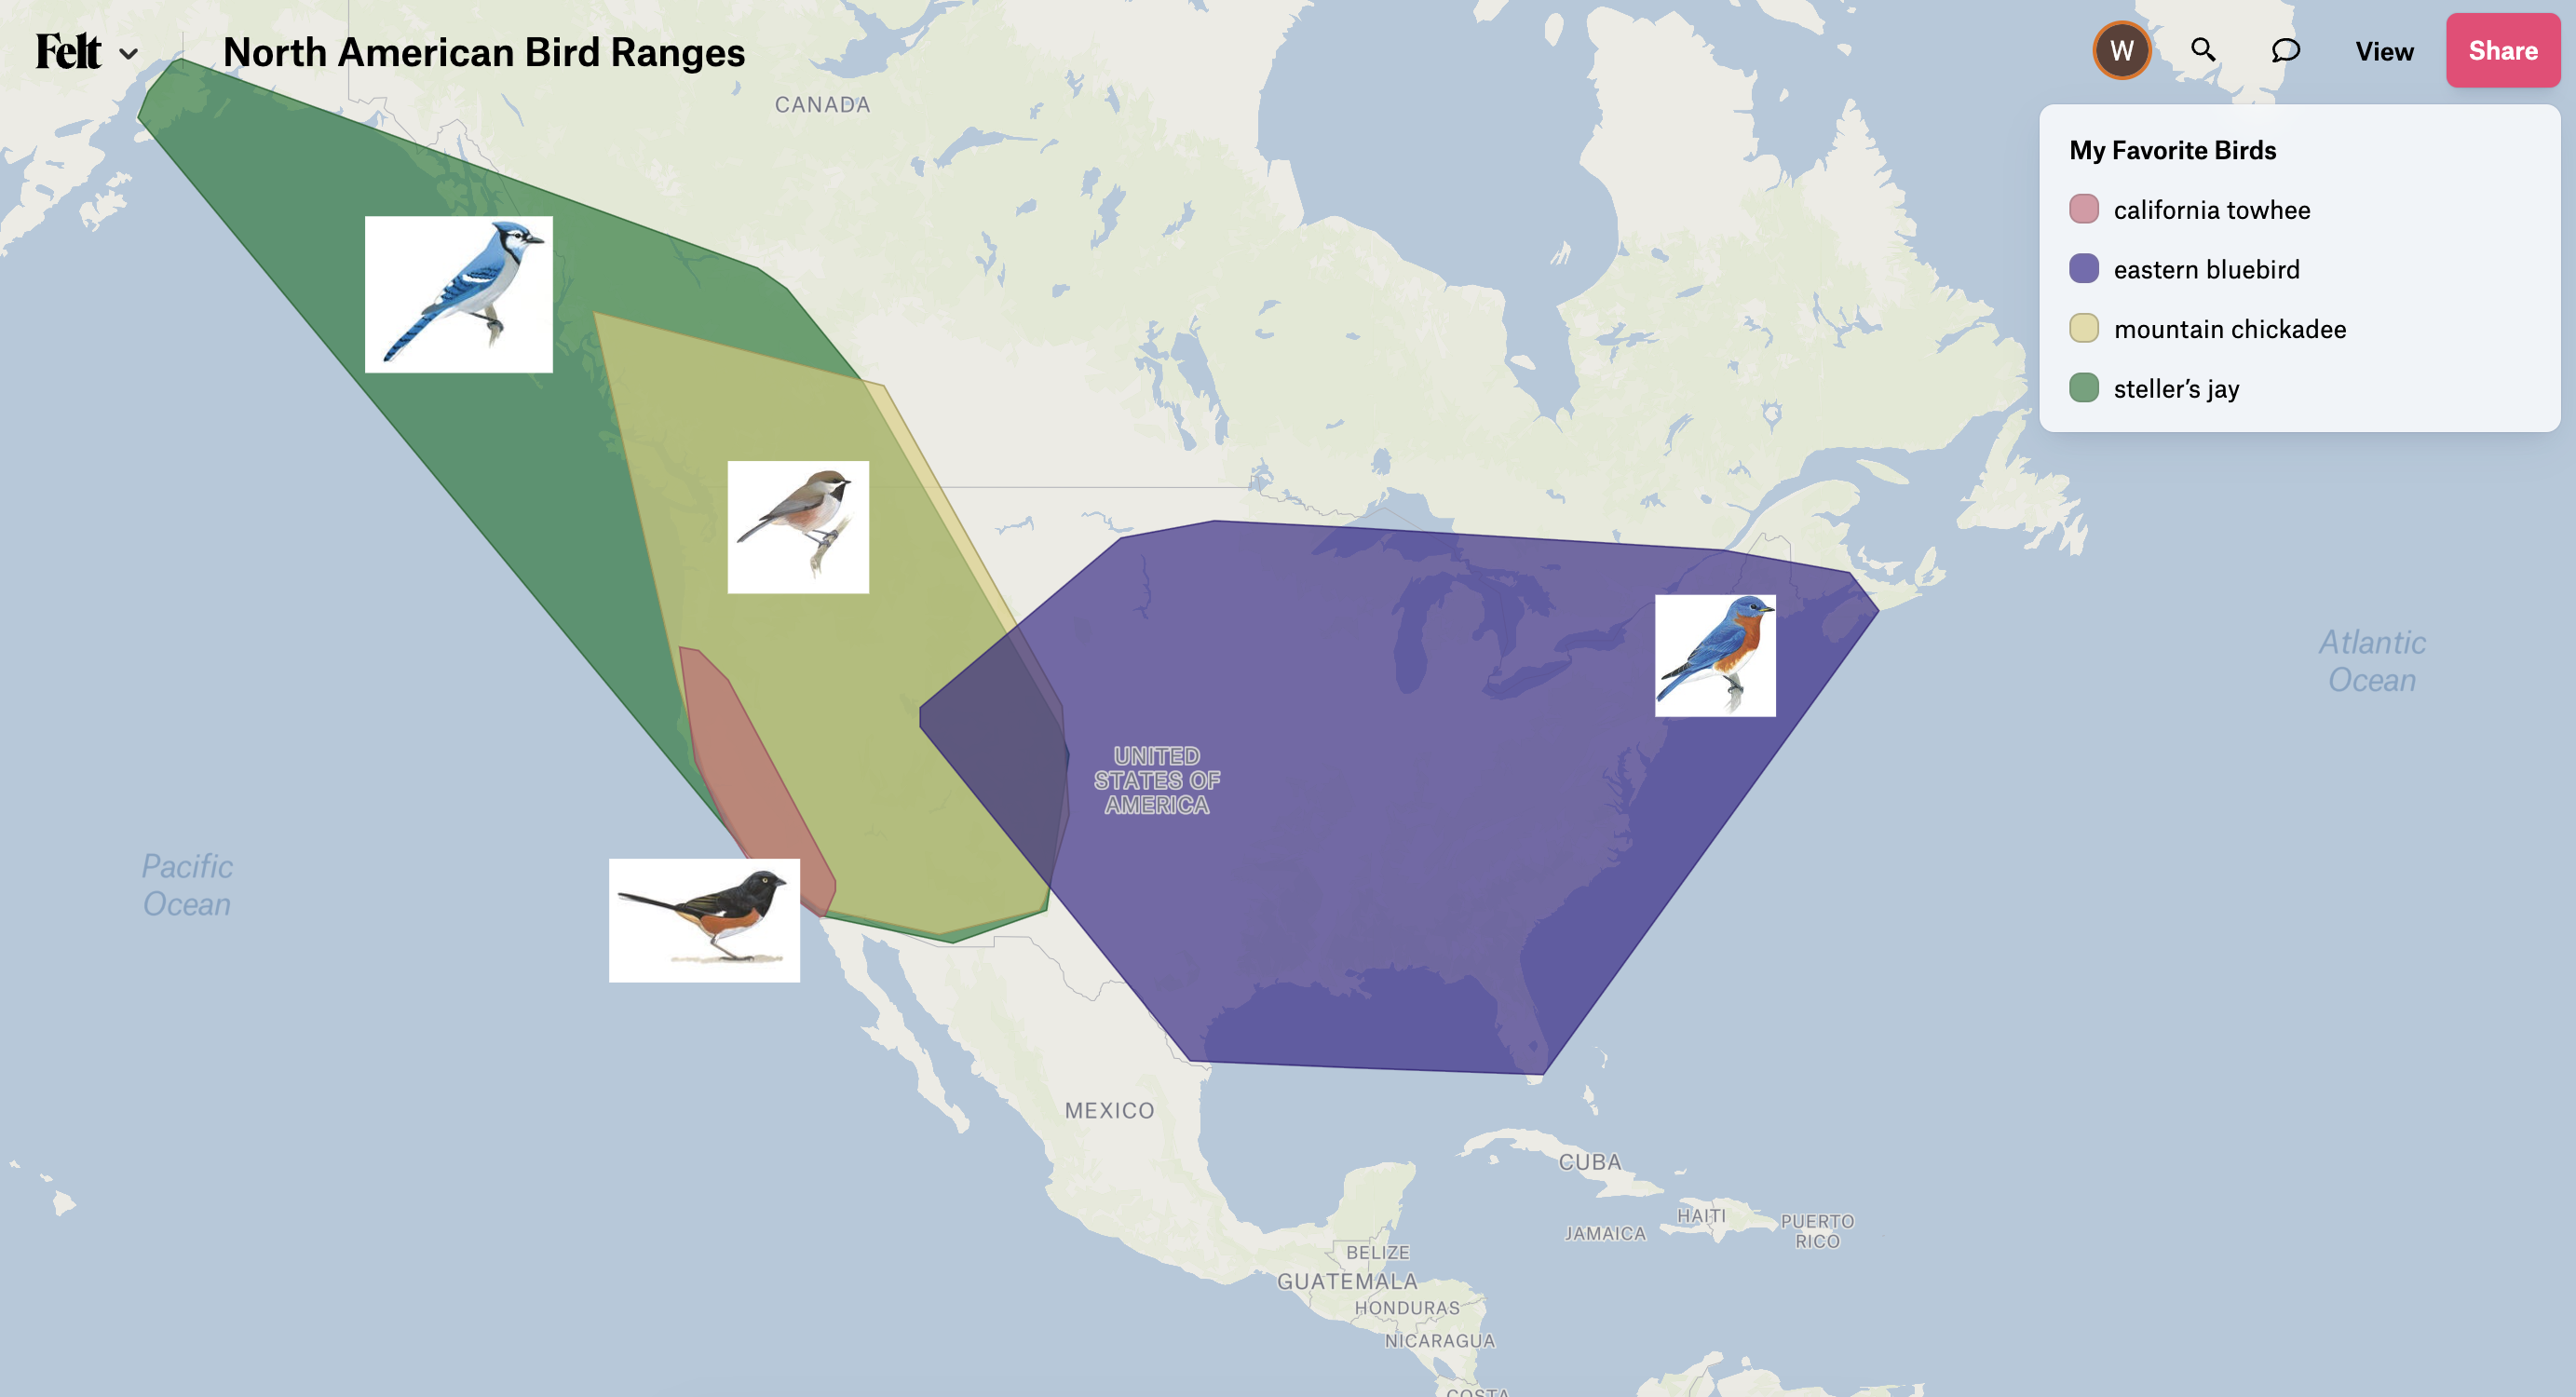 Felt
North American Bird Ranges
W
View
Share
My Favorite Birds
california towhee
eastern bluebird
mountain chickadee
steller’s jay
CANADA
UNITED
STATES OF
AMERICA
Atlantic
Ocean
Pacific
Ocean
MEXICO
CUBA
HAITI
JAMAICA
PUERTO
RICO
BELIZE
GUATEMALA
HONDURAS
NICARAGUA
COSTA